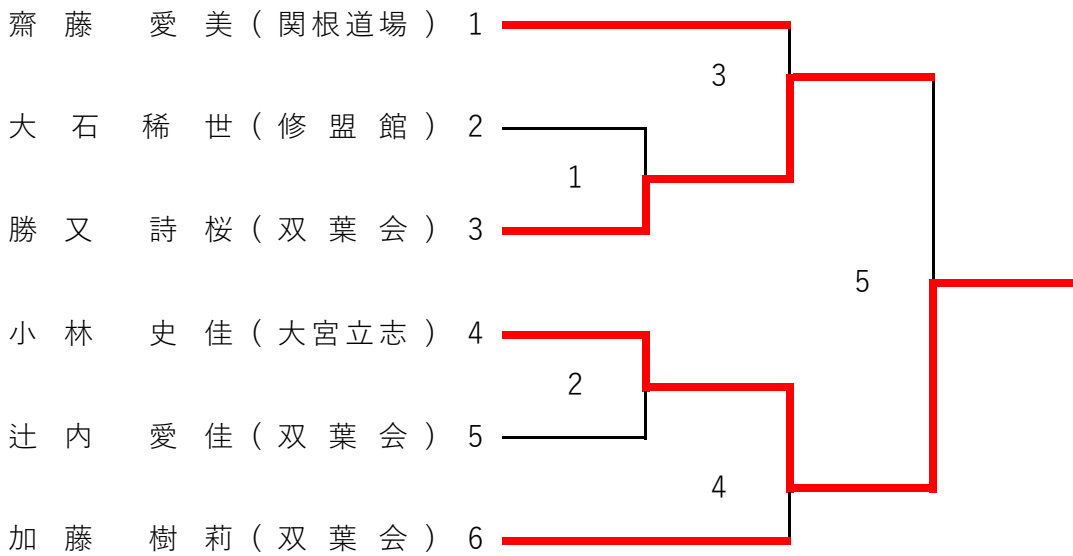 齋藤 愛美(関根道場) 1
3
大石稀世(修盟館) 2
1
勝又 詩桜(双葉会) 3
5
小林 史佳(大宮立志) 4
2
辻内 愛佳(双葉会) 5
4
加藤 樹莉(双葉会) 6